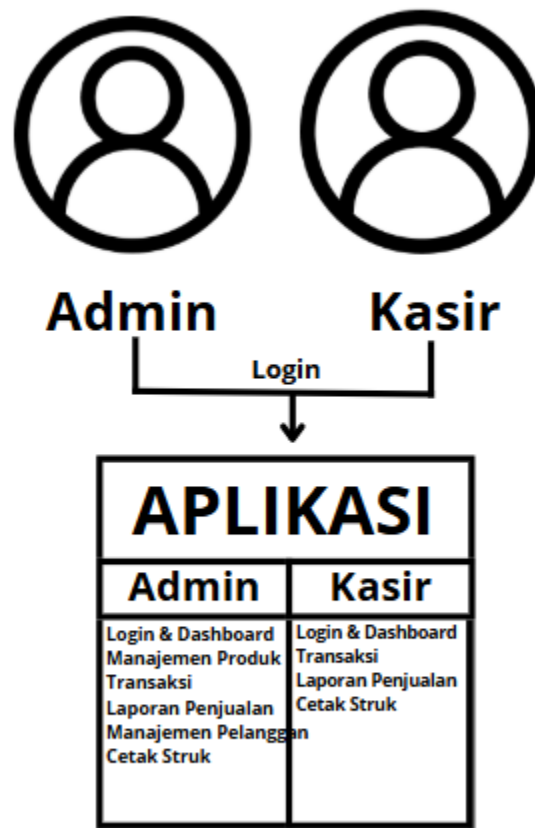 Admin
Kasir
Login
APLIKASI
Admin
Kasir
Login & Dashboard
Manajemen Produk
Transaksi
Laporan Penjualan
Manajemen Pelanggan
Cetak Struk
Login & Dashboard
Transaksi
Laporan Penjualan
Cetak Struk